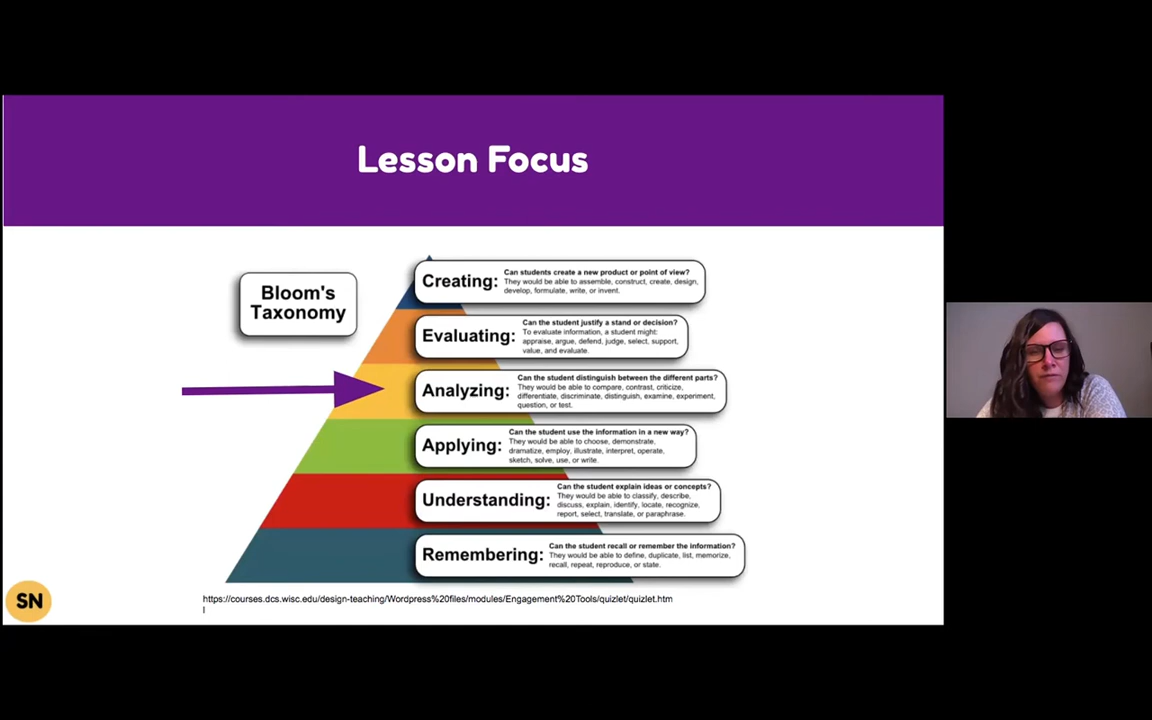 Lesson Focus
Bloom's
Taxonomy
Creating:
Can students create a new product or point of view?
They would be able to assemble, construct, create, design,
develop, formulate, write, or invent.
Evaluating:
Can the student justify a stand or decision?
To evaluate information, a student might:
appraise, argue, defend, judge, select, support,
value, and evaluate.
Analyzing:
Can the student distinguish between the different parts?
They would be able to compare, contrast, criticize,
differentiate, discriminate, distinguish, examine, experiment,
question, or test.
Applying:
Can the student use the information in a new way?
They would be able to choose, demonstrate,
dramatize, employ, illustrate, interpret, operate,
sketch, solve, use, or write.
Understanding:
Can the student explain ideas or concepts?
They would be able to classify, describe,
discuss, explain, identify, locate, recognize,
report, select, translate, or paraphrase.
Remembering:
Can the student recall or remember the information?
They would be able to define, duplicate, list, memorize,
recall, repeat, reproduce, or state.
SN
https://courses.dcs.wisc.edu/design-teaching/Wordpress%20files/modules/Engagement%20Tools/quizlet/quizlet.htm
l